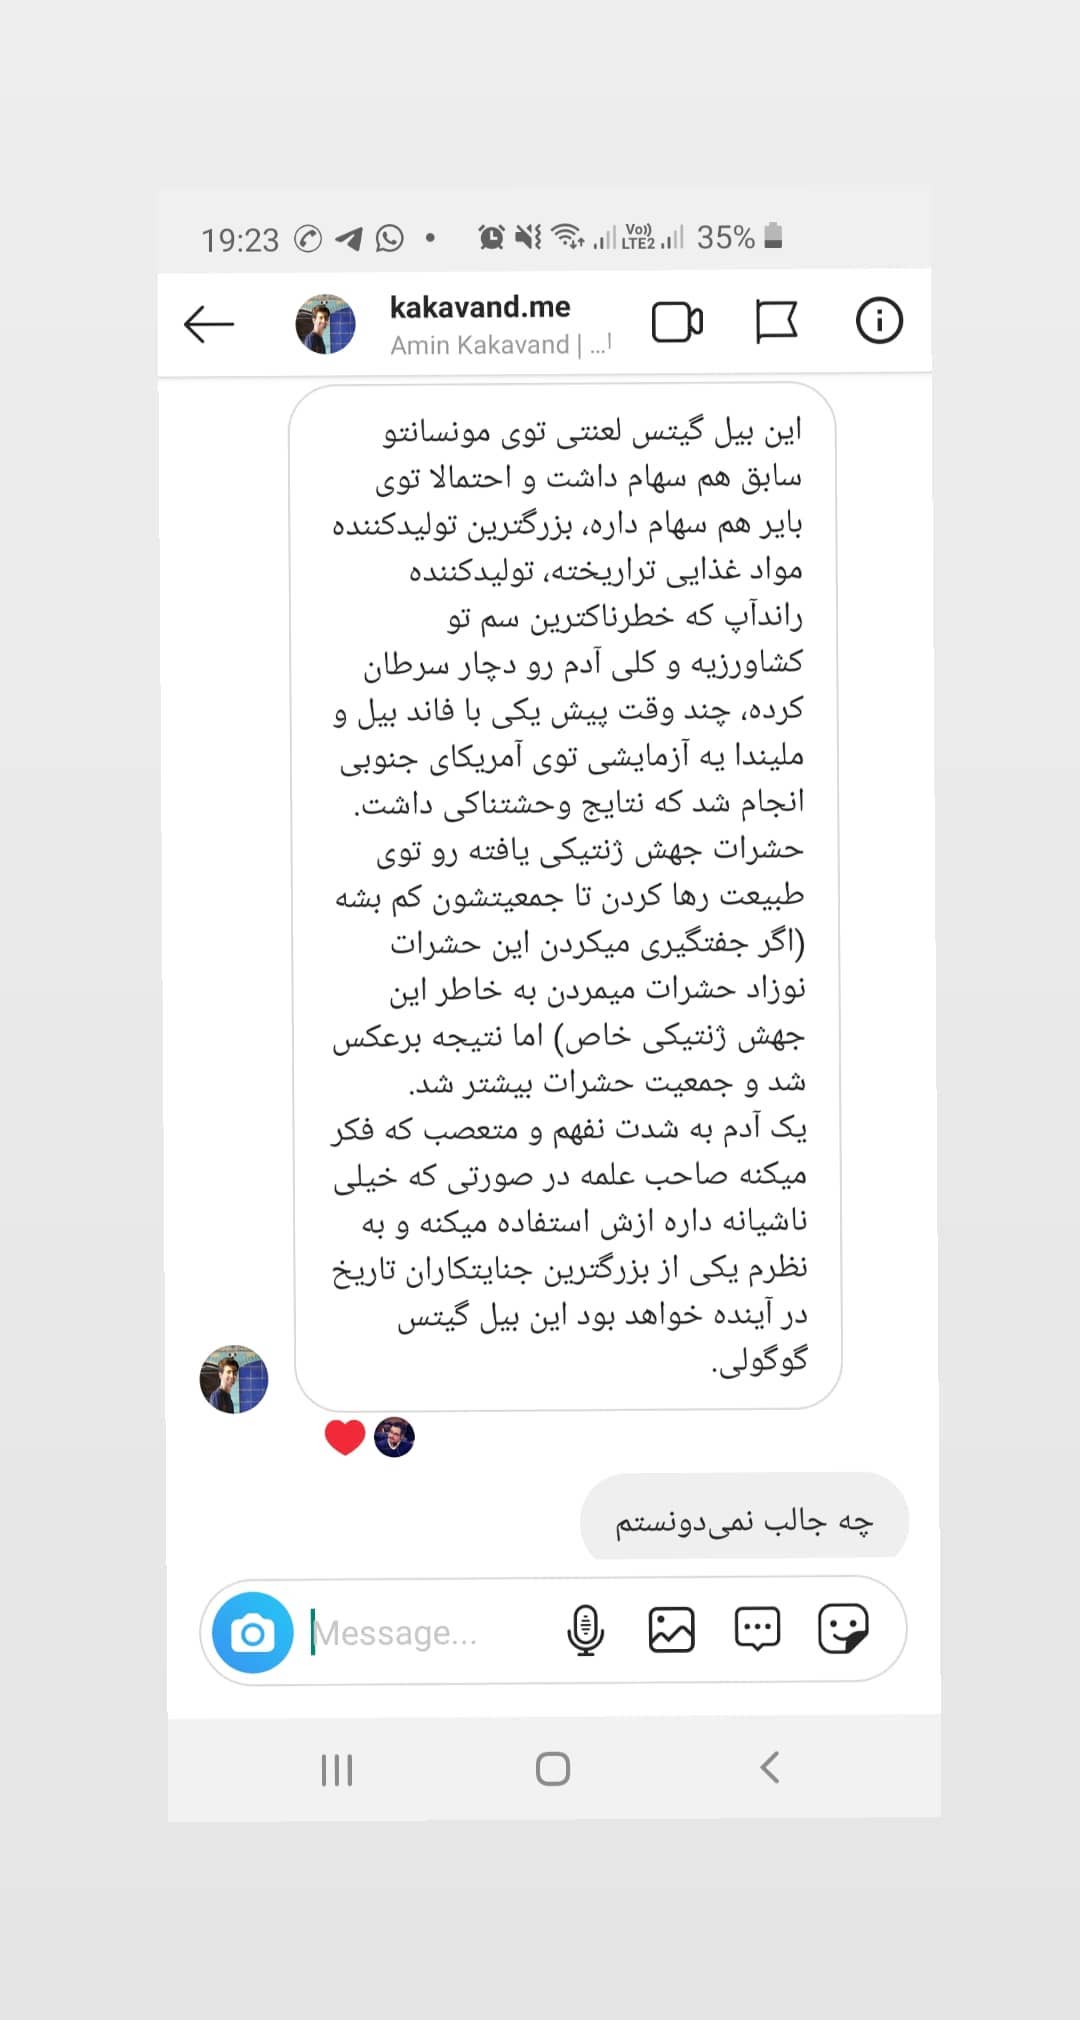 19:23
Vo))
LTE2
35%
kakavand.me
Amin Kakavand | ...!
این بیل گیتس لعنتی توی مونسانتو
سابق هم سهام داشت و احتمالا توی
بایر هم سهام داره، بزرگترین تولیدکننده
مواد غذایی تراریخته، تولیدکننده
راندآپ که خطرناکترین سم تو
کشاورزیه و کلی آدم رو دچار سرطان
کرده، چند وقت پیش یکی با فاند بیل و
ملیندا یه آزمایشی توی آمریکای جنوبی
انجام شد که نتایج وحشتناکی داشت.
حشرات جهش ژنتیکی یافته رو توی
طبیعت رها کردن تا جمعیتشون کم بشه
(اگر جفتگیری میکردن این حشرات
نوزاد حشرات میمردن به خاطر این
جهش ژنتیکی خاص) اما نتیجه برعکس
شد و جمعیت حشرات بیشتر شد.
یک آدم به شدت نفهم و متعصب که فکر
میکنه صاحب علمه در صورتی که خیلی
ناشیانه داره ازش استفاده میکنه و به
نظرم یکی از بزرگترین جنایتکاران تاریخ
در آینده خواهد بود این بیل گیتس
گوگولی.
چه جالب نمی‌دونستم
Message...